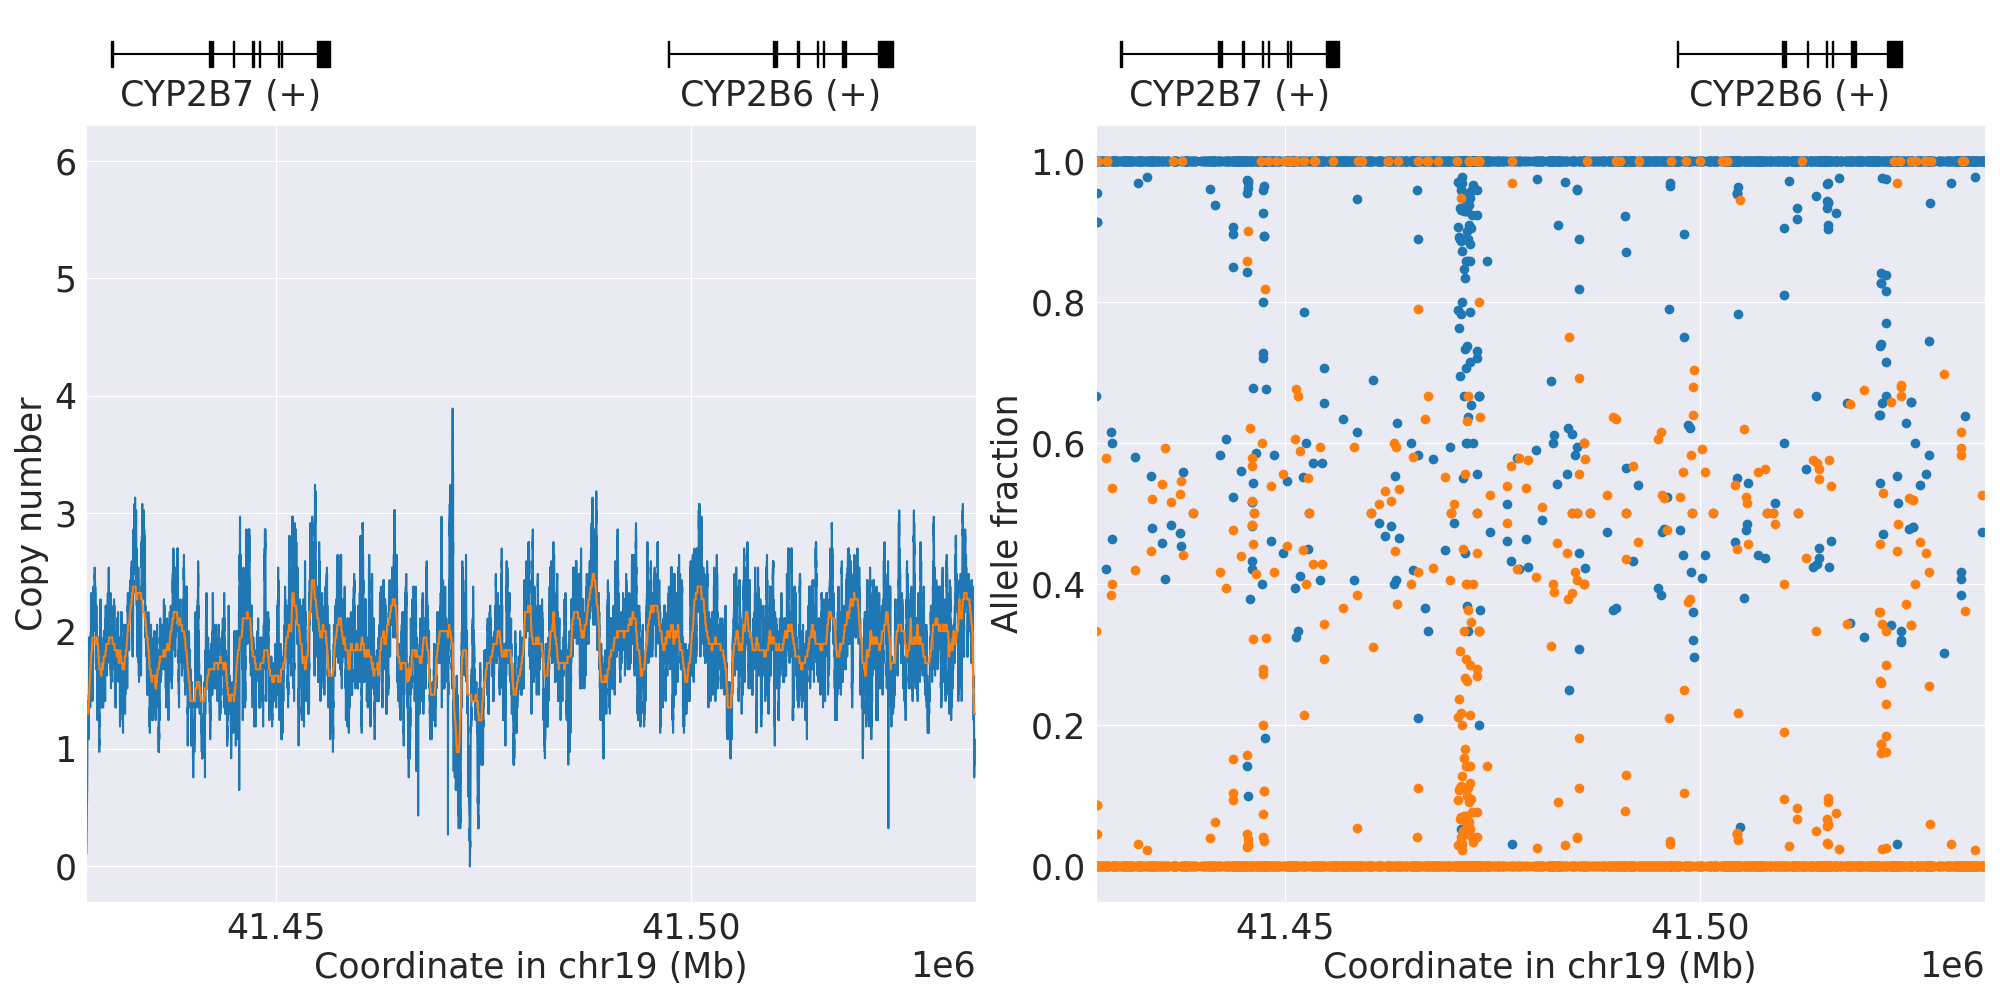 CYP2B7 (+) CYP2B6 (+)
CYP2B7 (+) CYP2B6 (+)
Copy number
6
5
4
3
2
1
0
41.45 41.50
Coordinate in chr19 (Mb)
1e6
Allele fraction
1.0
0.8
0.6
0.4
0.2
0.0
41.45 41.50
Coordinate in chr19 (Mb)
1e6